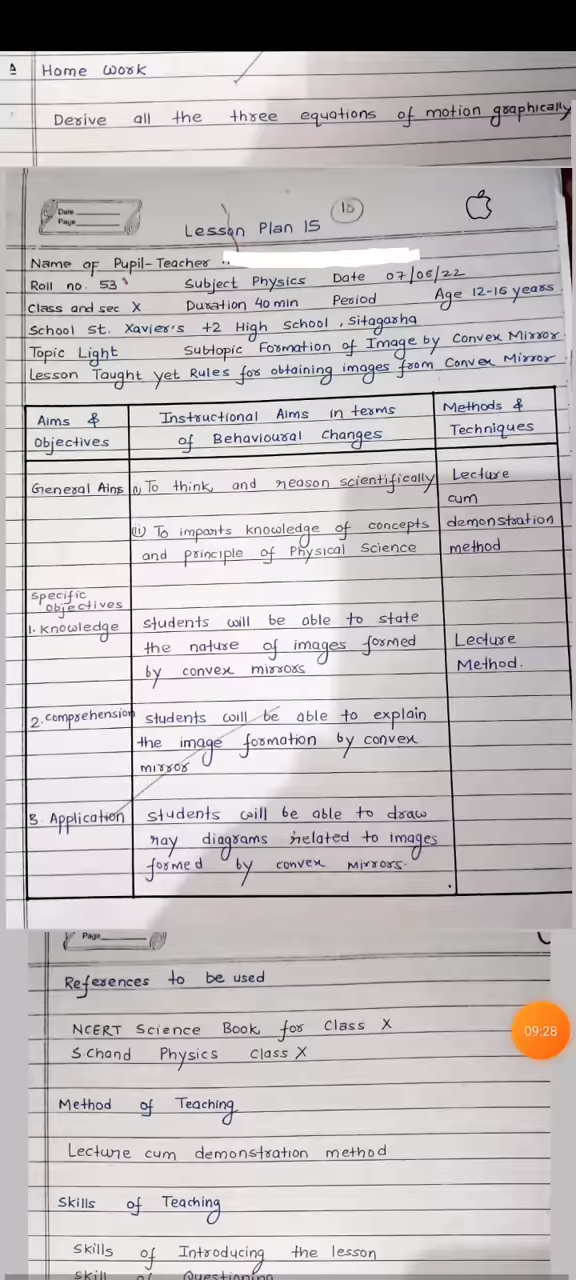 Home work
Derive all the three equations of motion graphically
Date
Page
10
Lesson Plan 15
Name of Pupil-Teacher
Roll no. 53 Subject Physics Date 07/06/22
Class and sec X Duration 40 min Period Age 12-16 years
School St. Xavier's +2 High School, Sitagarha
Topic Light Subtopic Formation of Image by Convex Mirror
Lesson Taught yet Rules for obtaining images from Convex Mirror
Aims & Objectives
Instructional Aims in terms of Behavioural Changes
Methods & Techniques
General Aims (i) To think and reason scientifically Lecture
cum
(ii) To imparts knowledge of concepts demonstration
and principle of Physical Science method
Specific
objectives
1. Knowledge students will be able to state
the nature of images formed Lecture
by convex mirrors Method.
2. Comprehension students will be able to explain
the image formation by convex
mirror
3. Application students will be able to draw
ray diagrams related to images
formed by convex mirrors.
Page
References to be used
NCERT Science Book for Class X
S.Chand Physics Class X
09:28
Method of Teaching
Lecture cum demonstration method
Skills of Teaching
Skills of Introducing the lesson
Skill of Questioning